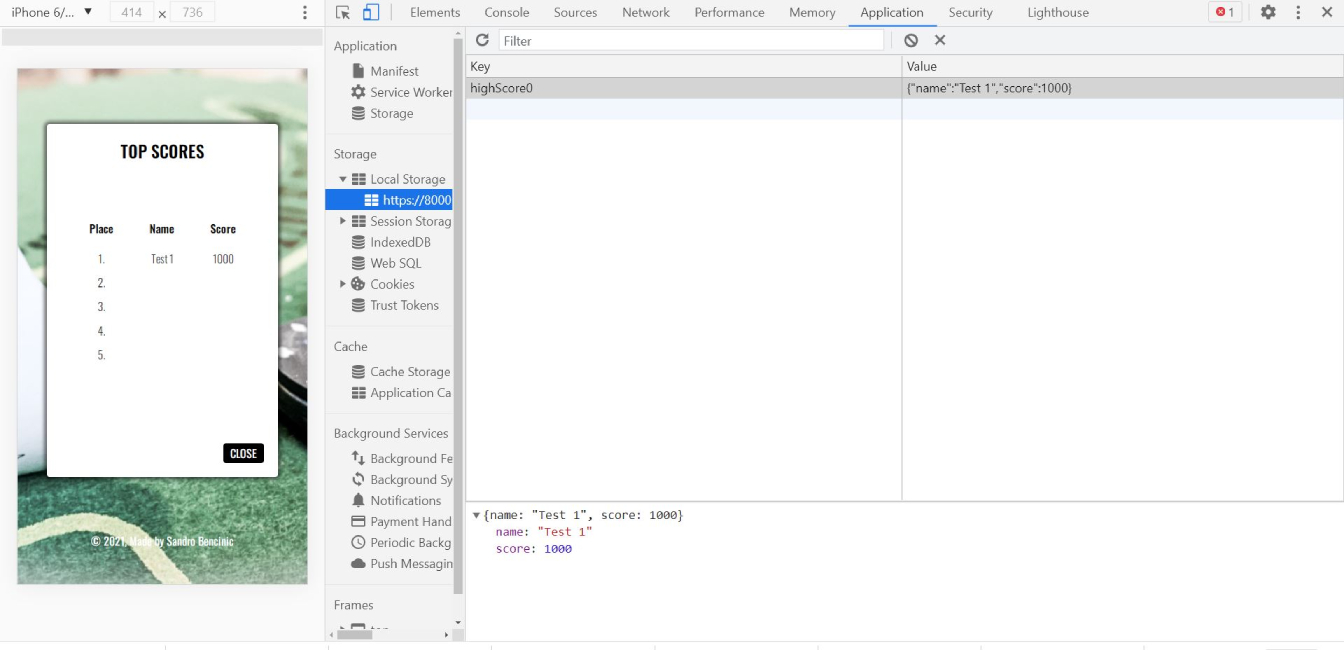 iPhone 6/... ▼ 414 × 736
Elements Console Sources Network Performance Memory Application Security Lighthouse 1
Filter
Application
Manifest
Service Worker
Storage
Storage
Local Storage
https://8000
Session Storag
IndexedDB
Web SQL
Cookies
Trust Tokens
Cache
Cache Storage
Application Ca
Background Services
Background Fe
Background Sy
Notifications
Payment Hand
Periodic Backg
Push Messagin
Frames
Key Value
highScore0 {"name":"Test 1","score":1000}
{name: "Test 1", score: 1000}
name: "Test 1"
score: 1000
TOP SCORES
Place Name Score
1. Test 1 1000
2.
3.
4.
5.
CLOSE
© 2021, Made by Sandro Bencinic